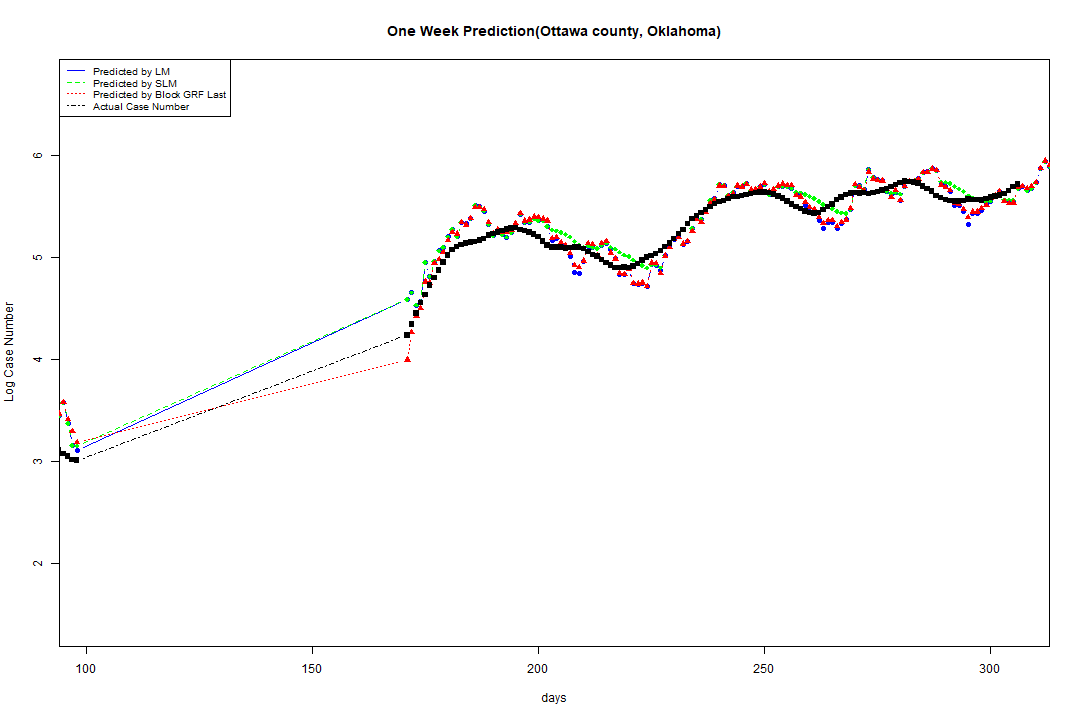 One Week Prediction(Ottawa county, Oklahoma)
Predicted by LM
Predicted by SLM
Predicted by Block GRF Last
Actual Case Number
Log Case Number
6
5
4
3
2
100 150 200 250 300
days